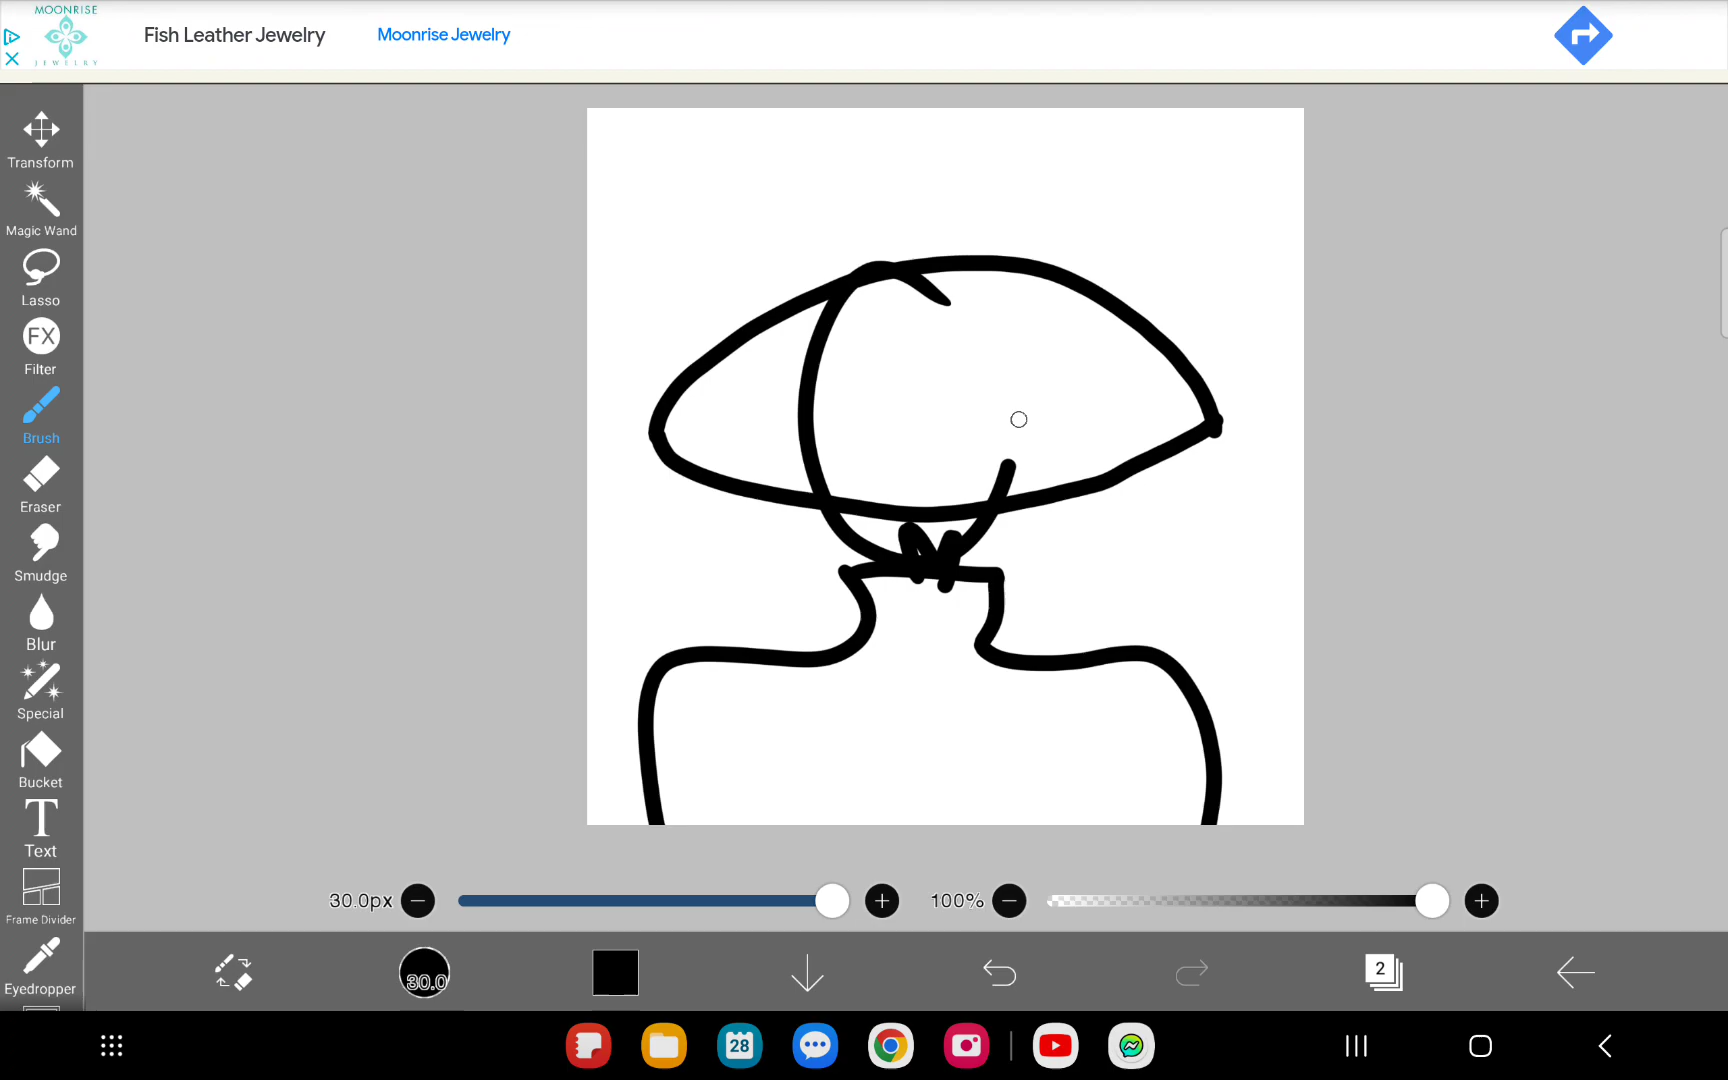 MOONRISE
JEWELRY
Fish Leather Jewelry
Moonrise Jewelry
Transform
Magic Wand
Lasso
FX
Filter
Brush
Eraser
Smudge
Blur
Special
Bucket
T
Text
Frame Divider
Eyedropper
30.0px
100%
30.0
2
28